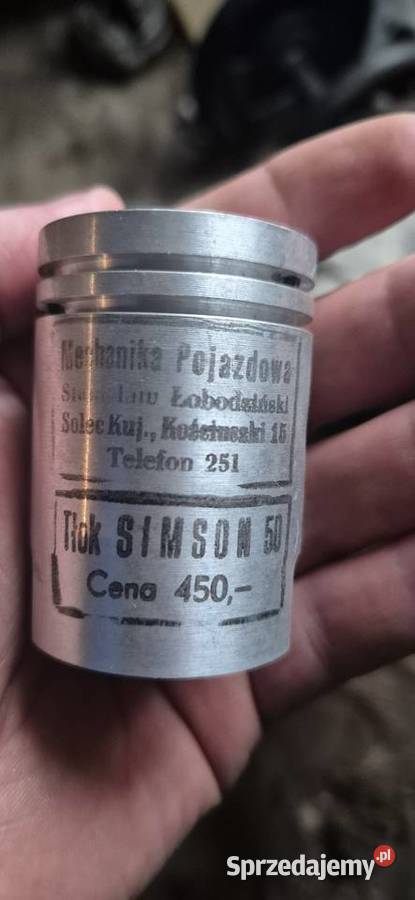 Mechanika Pojazdowa
Łobodziński
Solec Kuj., Kościuszki 15
Telefon 251
Tłok SIMSON 50
Cena 450,-
Sprzedajemy.pl